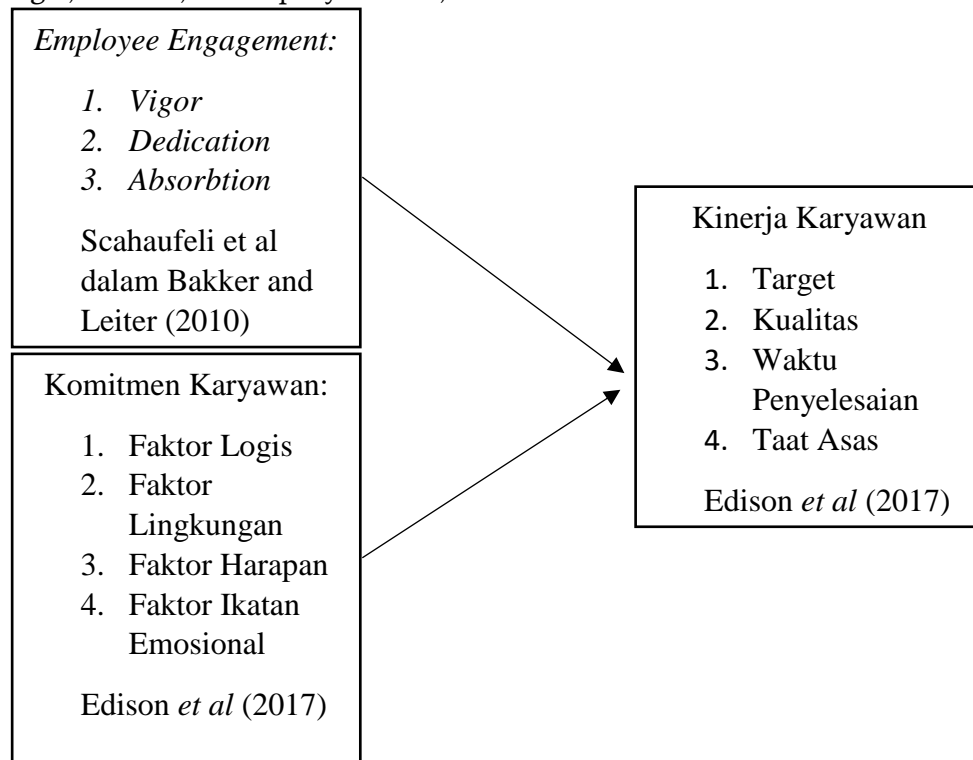 Employee Engagement:
1. Vigor
2. Dedication
3. Absorbtion
Scahaufeli et al
dalam Bakker and
Leiter (2010)
Komitmen Karyawan:
1. Faktor Logis
2. Faktor
Lingkungan
3. Faktor Harapan
4. Faktor Ikatan
Emosional
Edison et al (2017)
Kinerja Karyawan
1. Target
2. Kualitas
3. Waktu
Penyelesaian
4. Taat Asas
Edison et al (2017)